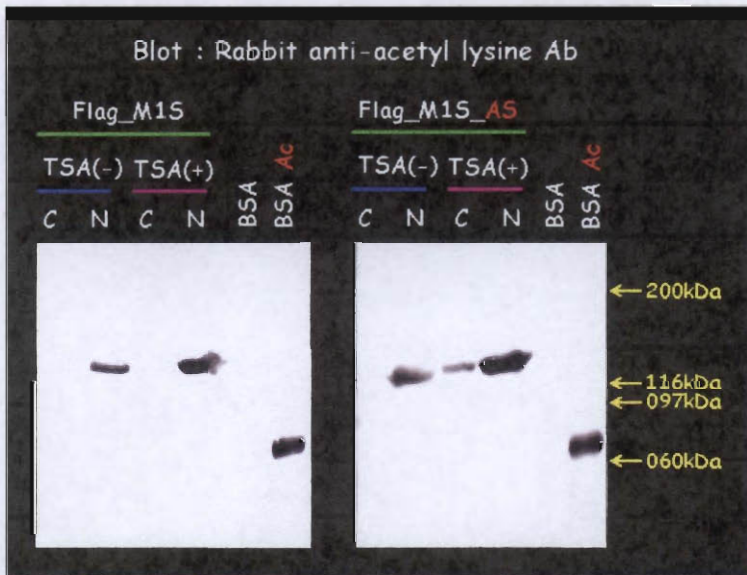 Blot : Rabbit anti-acetyl lysine Ab
Flag_M1S Flag_M1S_AS
TSA(-) TSA(+) BSA BSA Ac TSA(-) TSA(+) BSA BSA Ac
C N C N C N C N
200kDa
116kDa
097kDa
060kDa